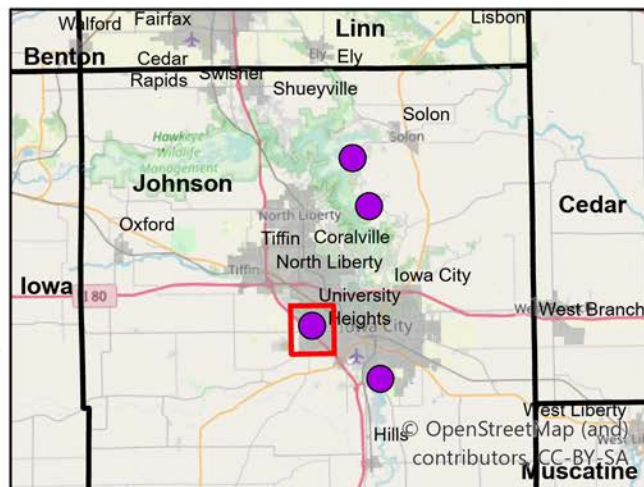 Walford
Fairfax
Linn
Lisbon
Benton
Cedar
Rapids
Ely
Ely
Swisher
Shueyville
Solon
Solon
Hawkeye
Wildlife
Management
Johnson
Cedar
North Liberty
Oxford
Tiffin
Coralville
Tiffin
North Liberty
Iowa City
Iowa
I 80
University
Heights
Iowa City
West Branch
West Liberty
Hills
© OpenStreetMap (and)
contributors, CC-BY-SA
Muscatine